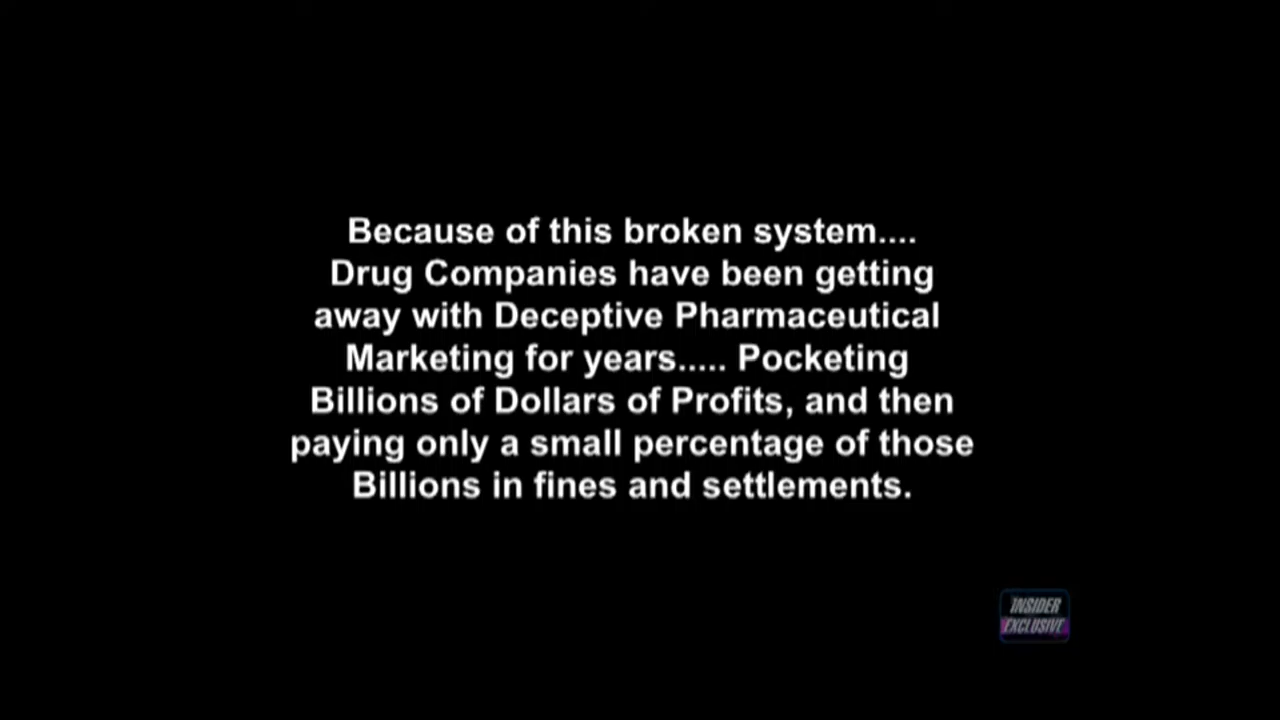 Because of this broken system....
Drug Companies have been getting
away with Deceptive Pharmaceutical
Marketing for years..... Pocketing
Billions of Dollars of Profits, and then
paying only a small percentage of those
Billions in fines and settlements.
INSIDER
EXCLUSIVE